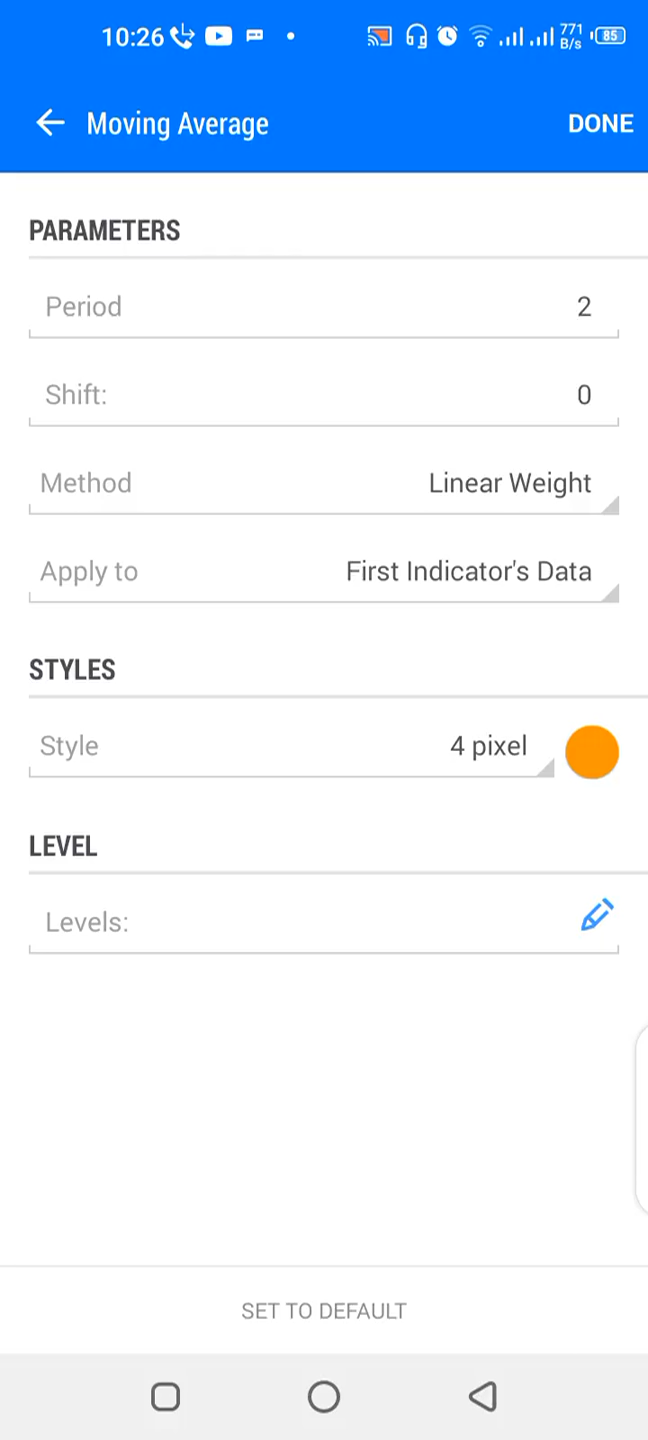 10:26 771 B/s 85
Moving Average DONE
PARAMETERS
Period 2
Shift: 0
Method Linear Weight
Apply to First Indicator's Data
STYLES
Style 4 pixel
LEVEL
Levels:
SET TO DEFAULT